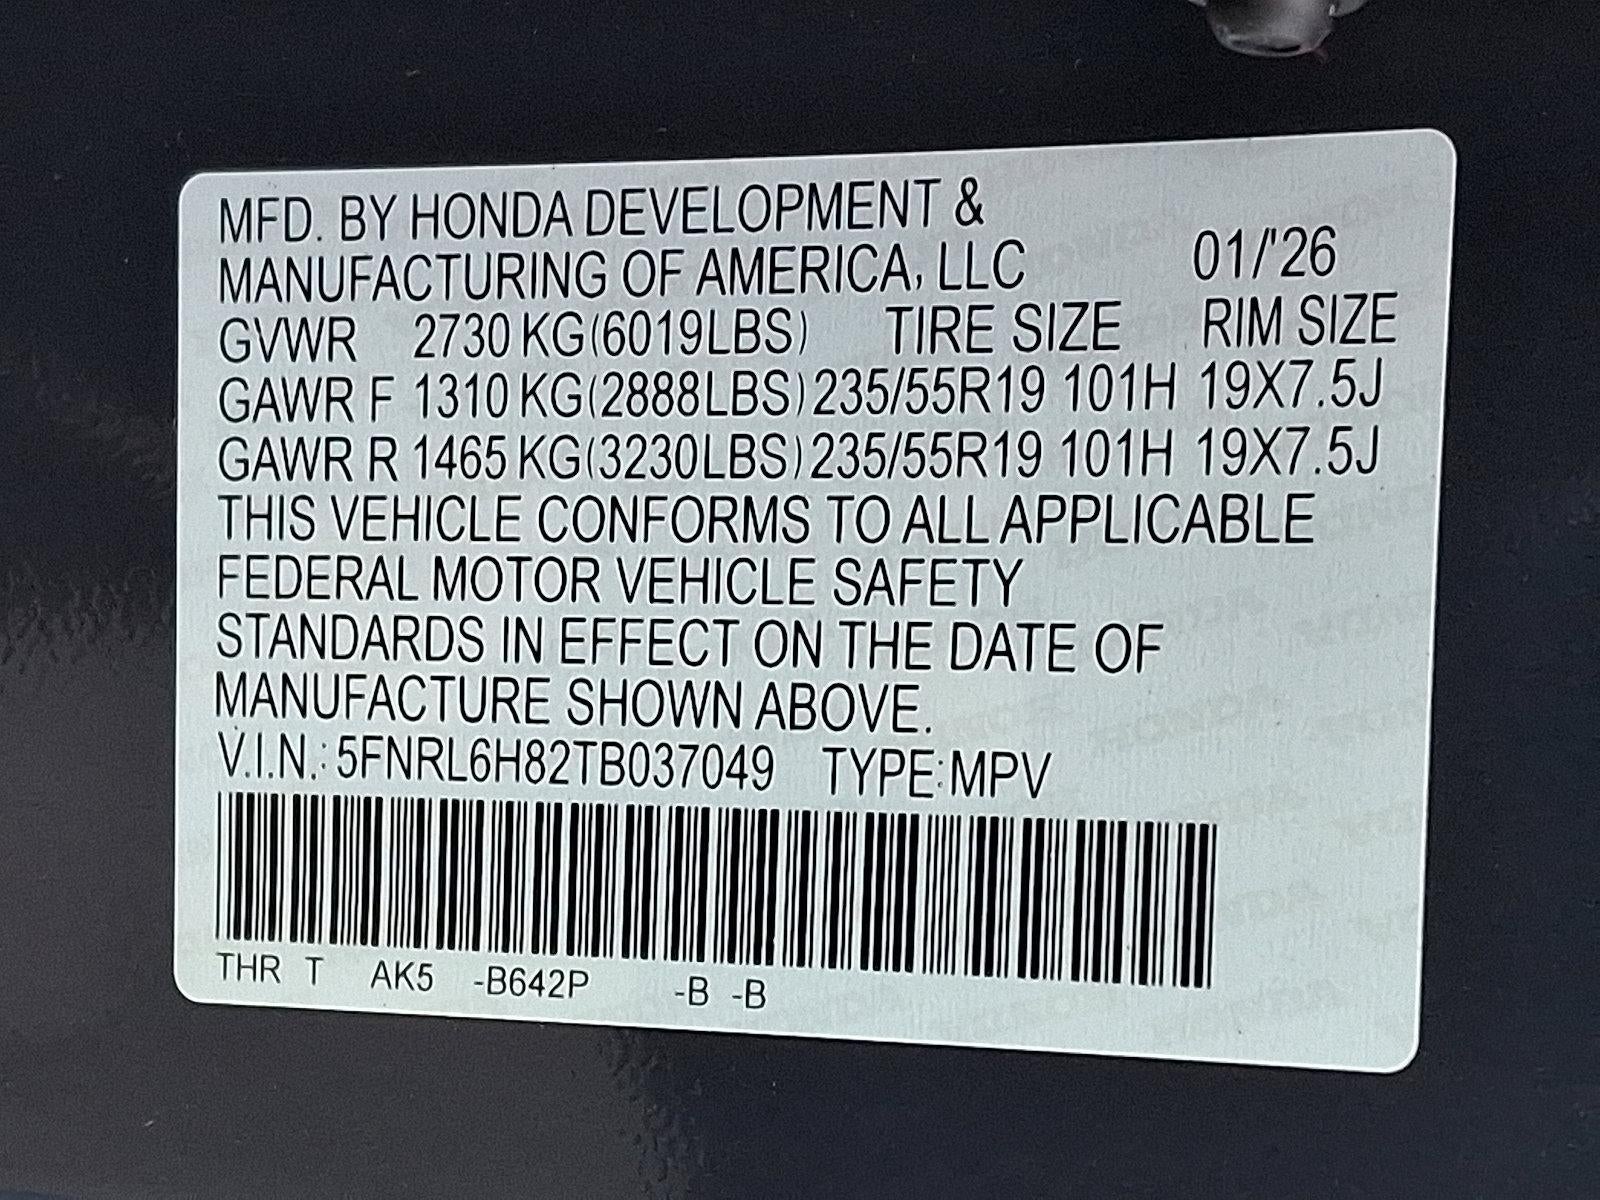 MFD. BY HONDA DEVELOPMENT &
MANUFACTURING OF AMERICA, LLC 01/'26
GVWR 2730 KG(6019LBS) TIRE SIZE RIM SIZE
GAWR F 1310 KG(2888LBS) 235/55R19 101H 19X7.5J
GAWR R 1465 KG(3230LBS) 235/55R19 101H 19X7.5J
THIS VEHICLE CONFORMS TO ALL APPLICABLE
FEDERAL MOTOR VEHICLE SAFETY
STANDARDS IN EFFECT ON THE DATE OF
MANUFACTURE SHOWN ABOVE.
V.I.N.: 5FNRL6H82TB037049 TYPE:MPV
THR T AK5 -B642P -B -B